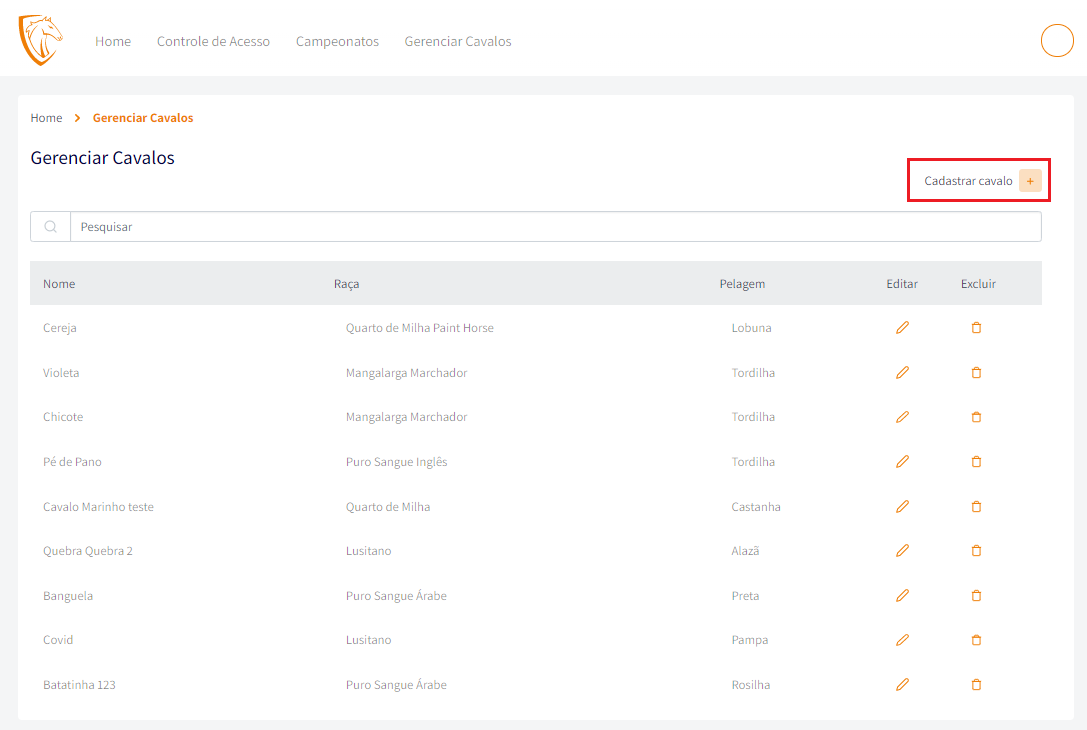 Home Controle de Acesso Campeonatos Gerenciar Cavalos
Home > Gerenciar Cavalos
Gerenciar Cavalos
Cadastrar cavalo +
Pesquisar
Nome Raça Pelagem Editar Excluir
Cereja Quarto de Milha Paint Horse Lobuna
Violeta Mangalarga Marchador Tordilha
Chicote Mangalarga Marchador Tordilha
Pé de Pano Puro Sangue Inglês Tordilha
Cavalo Marinho teste Quarto de Milha Castanha
Quebra Quebra 2 Lusitano Alazã
Banguela Puro Sangue Árabe Preta
Covid Lusitano Pampa
Batatinha 123 Puro Sangue Árabe Rosilha